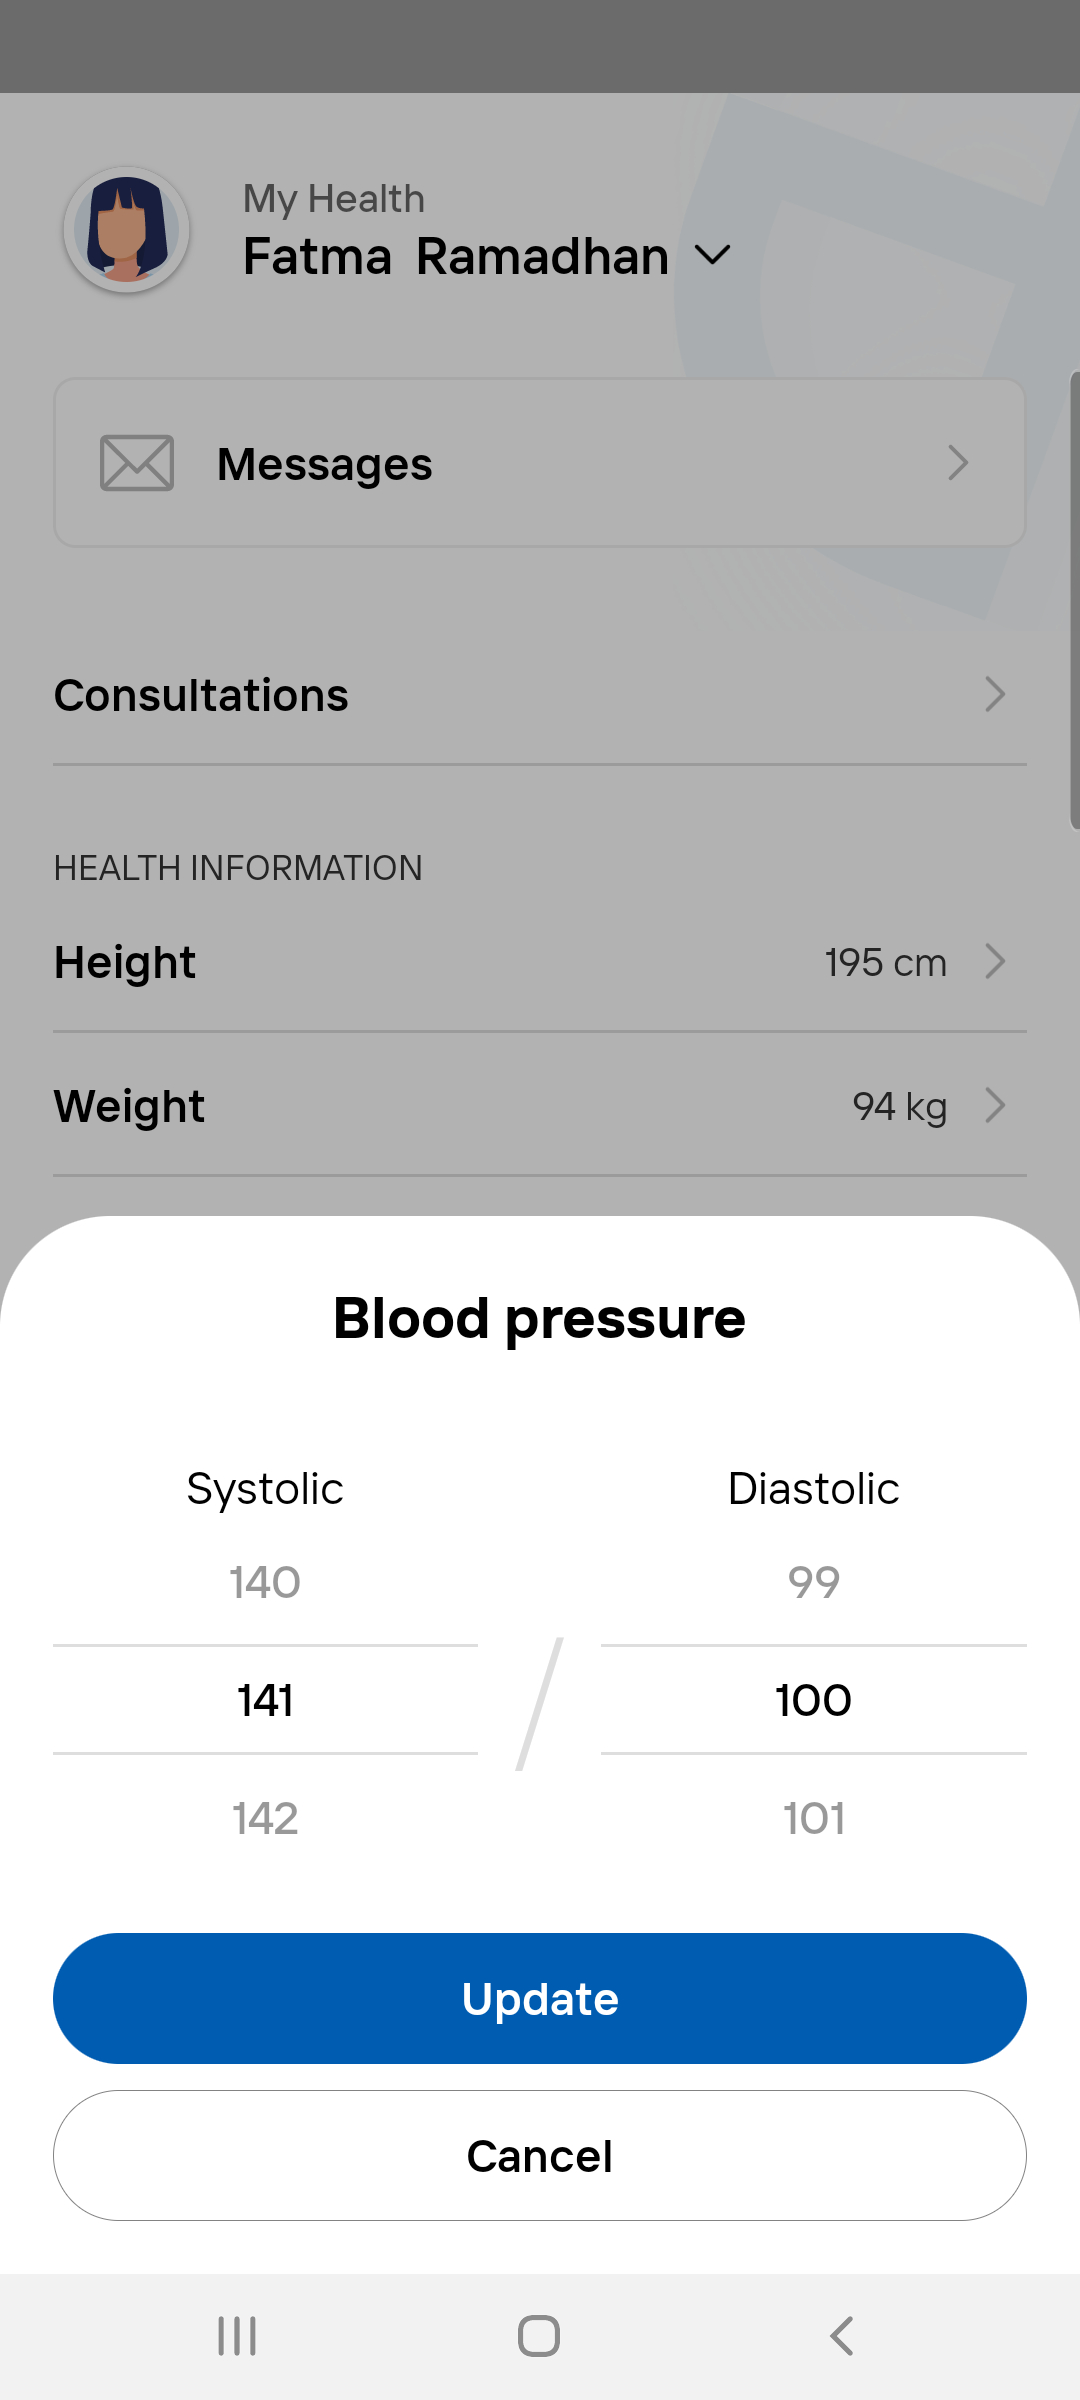 My Health
Fatma Ramadhan
Messages
Consultations
HEALTH INFORMATION
Height 195 cm
Weight 94 kg
Blood pressure
Systolic Diastolic
140 99
141 / 100
142 101
Update
Cancel